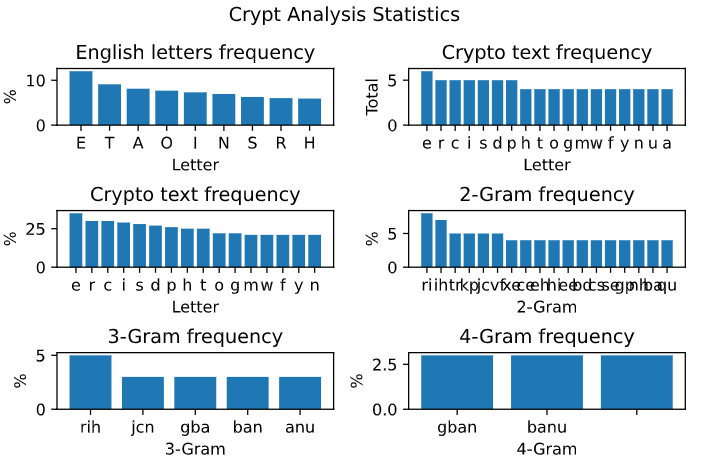 Crypt Analysis Statistics
English letters frequency
%
10
0
E T A O I N S R H
Letter
Crypto text frequency
Total
5
0
e r c i s d p h t o g m w f y n u a
Letter
Crypto text frequency
%
25
0
e r c i s d p h t o g m w f y n
Letter
2-Gram frequency
%
5
0
2-Gram
3-Gram frequency
%
5
0
rih jcn gba ban anu
3-Gram
4-Gram frequency
%
2.5
0.0
gban banu
4-Gram